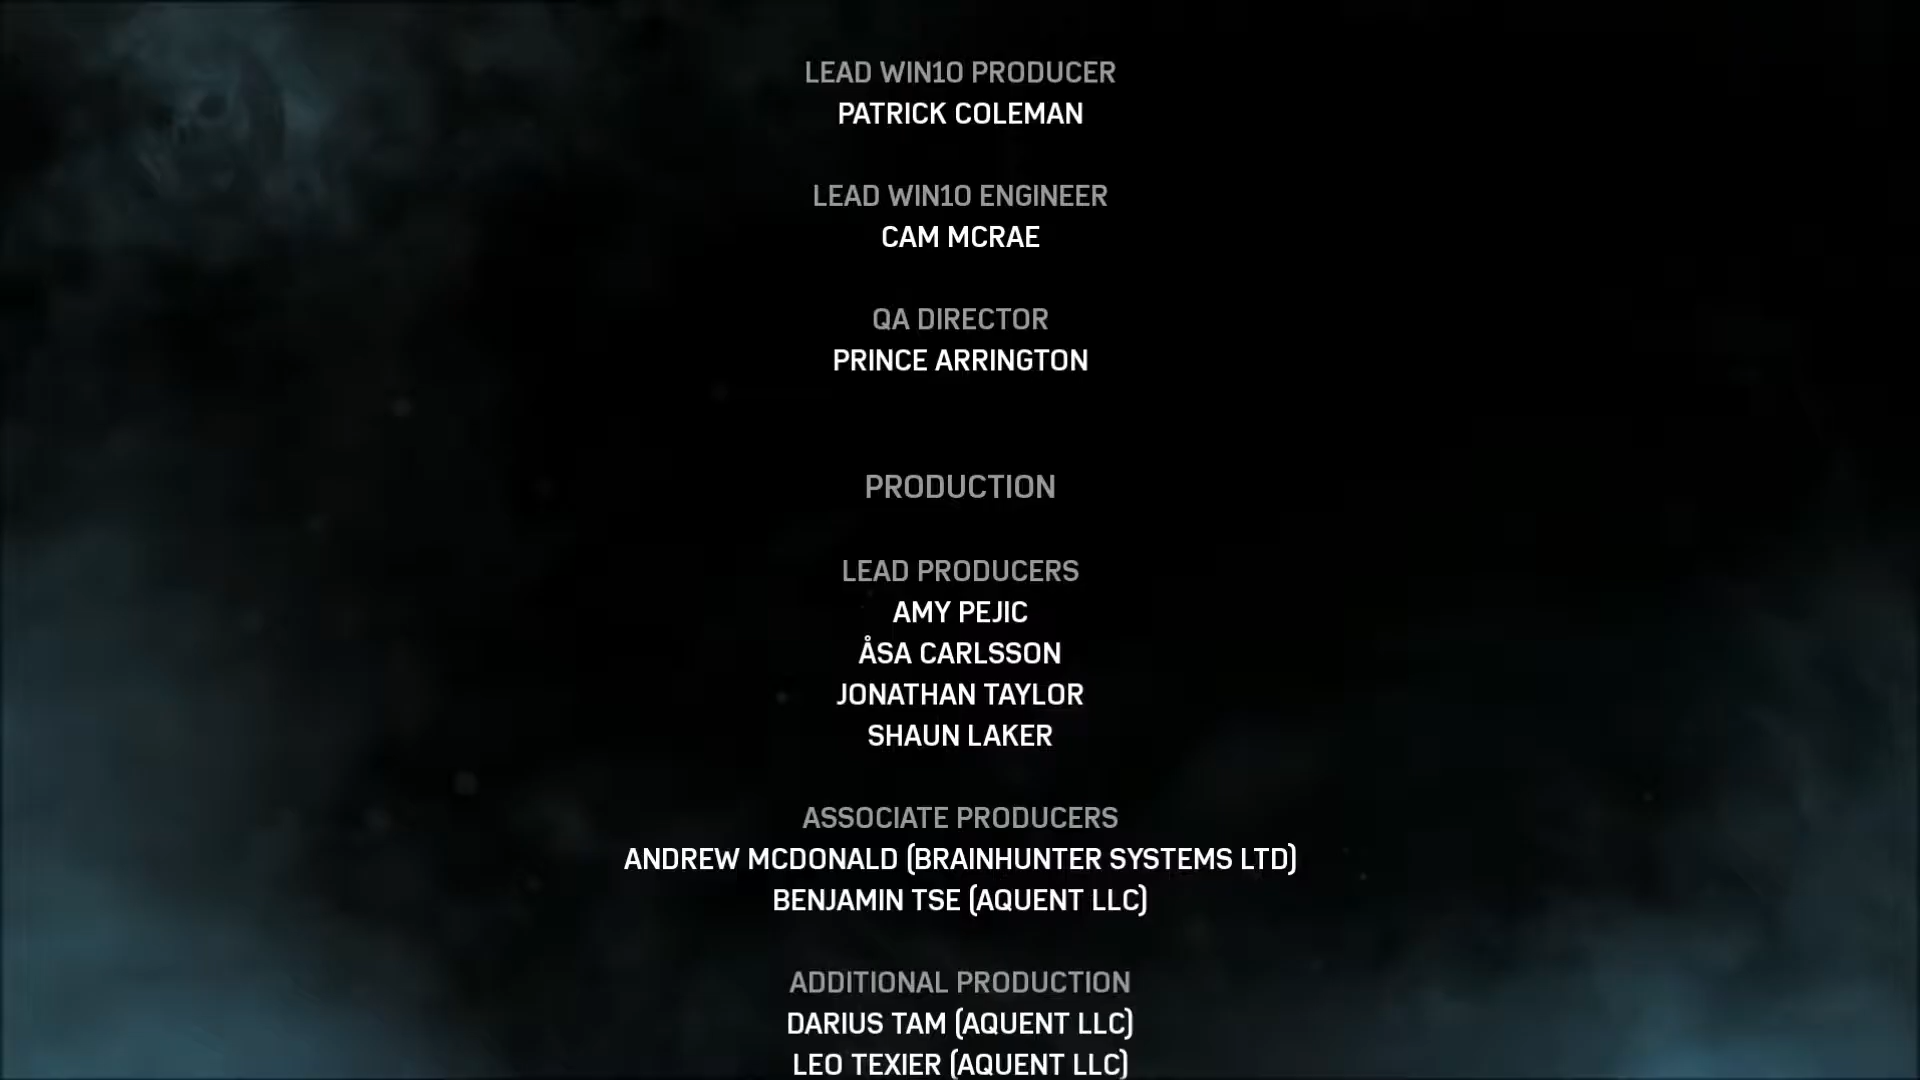 LEAD WIN10 PRODUCER
PATRICK COLEMAN
LEAD WIN10 ENGINEER
CAM MCRAE
QA DIRECTOR
PRINCE ARRINGTON
PRODUCTION
LEAD PRODUCERS
AMY PEJIC
ÅSA CARLSSON
JONATHAN TAYLOR
SHAUN LAKER
ASSOCIATE PRODUCERS
ANDREW MCDONALD (BRAINHUNTER SYSTEMS LTD)
BENJAMIN TSE (AQUENT LLC)
ADDITIONAL PRODUCTION
DARIUS TAM (AQUENT LLC)
LEO TEXIER (AQUENT LLC)